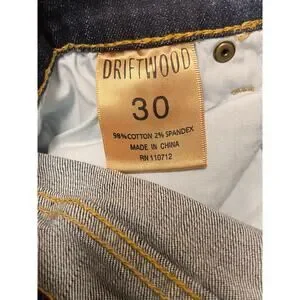 DRIFTWOOD
30
98% COTTON 2% SPANDEX
MADE IN CHINA
RN 110712